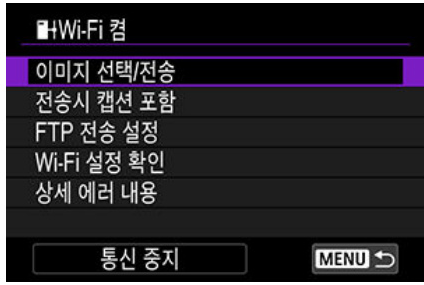 Wi-Fi 켬
이미지 선택/전송
전송시 캡션 포함
FTP 전송 설정
Wi-Fi 설정 확인
상세 에러 내용
통신 중지
MENU